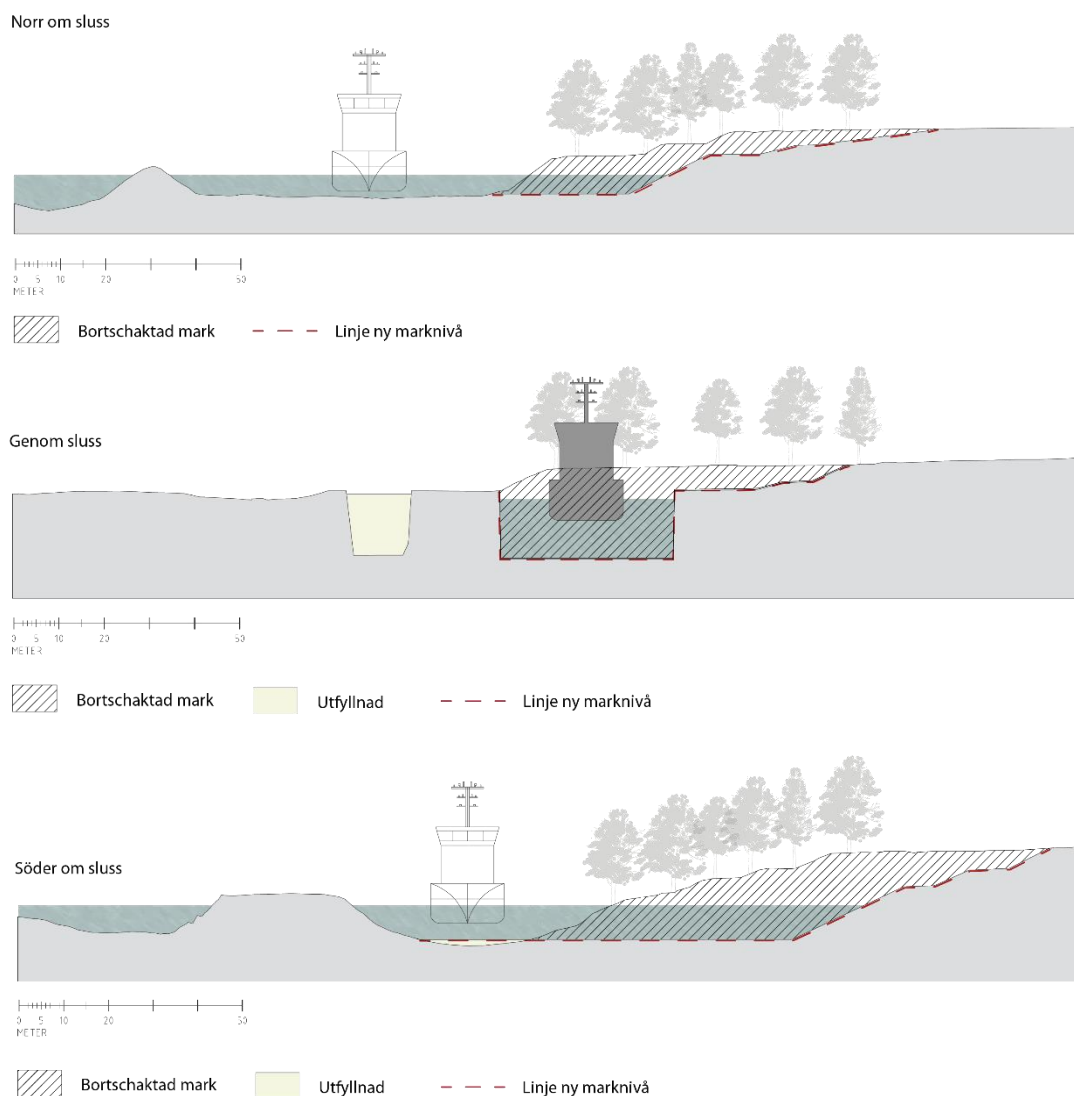 Norr om sluss
0 5 10 20 50
METER
Bortschaktad mark Linje ny marknivå
Genom sluss
0 5 10 20 50
METER
Bortschaktad mark Utfyllnad Linje ny marknivå
Söder om sluss
0 5 10 20 50
METER
Bortschaktad mark Utfyllnad Linje ny marknivå